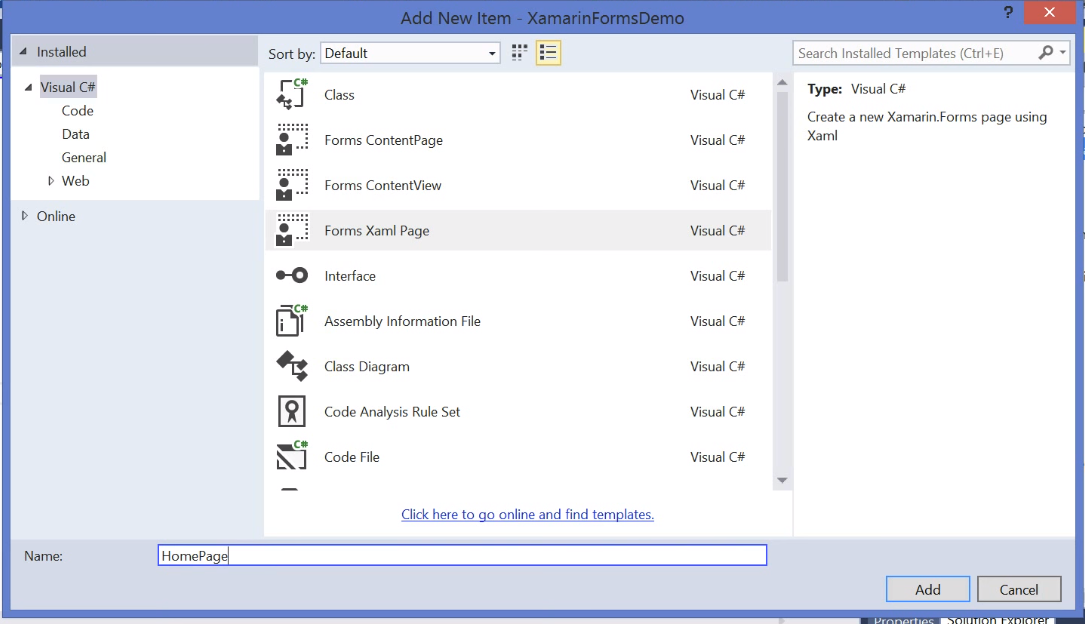 Add New Item - XamarinFormsDemo
?
Installed
Sort by: Default
Search Installed Templates (Ctrl+E)
Visual C#
Code
Data
General
Web
Online
C# Class Visual C#
Forms ContentPage Visual C#
Forms ContentView Visual C#
Forms Xaml Page Visual C#
Interface Visual C#
C# Assembly Information File Visual C#
Class Diagram Visual C#
Code Analysis Rule Set Visual C#
C# Code File Visual C#
Click here to go online and find templates.
Type: Visual C#
Create a new Xamarin.Forms page using
Xaml
Name: HomePage
Add Cancel
Properties Solution Explorer